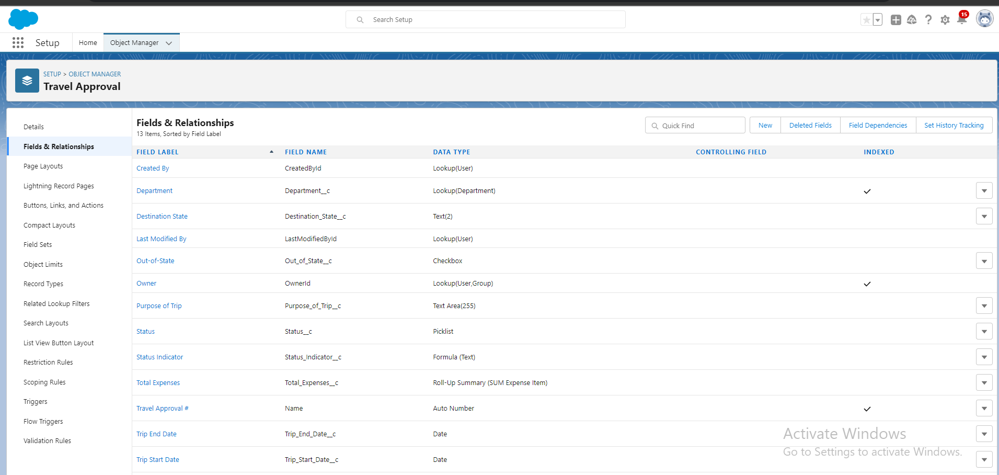 Search Setup
15
Setup
Home
Object Manager
SETUP > OBJECT MANAGER
Travel Approval
Details
Fields & Relationships
Page Layouts
Lightning Record Pages
Buttons, Links, and Actions
Compact Layouts
Field Sets
Object Limits
Record Types
Related Lookup Filters
Search Layouts
List View Button Layout
Restriction Rules
Scoping Rules
Triggers
Flow Triggers
Validation Rules
Fields & Relationships
13 Items, Sorted by Field Label
Quick Find
New
Deleted Fields
Field Dependencies
Set History Tracking
FIELD LABEL FIELD NAME DATA TYPE CONTROLLING FIELD INDEXED
Created By CreatedById Lookup(User)
Department Department__c Lookup(Department)
Destination State Destination_State__c Text(2)
Last Modified By LastModifiedById Lookup(User)
Out-of-State Out_of_State__c Checkbox
Owner OwnerId Lookup(User,Group)
Purpose of Trip Purpose_of_Trip__c Text Area(255)
Status Status__c Picklist
Status Indicator Status_Indicator__c Formula (Text)
Total Expenses Total_Expenses__c Roll-Up Summary (SUM Expense Item)
Travel Approval # Name Auto Number
Trip End Date Trip_End_Date__c Date
Trip Start Date Trip_Start_Date__c Date
Activate Windows
Go to Settings to activate Windows.